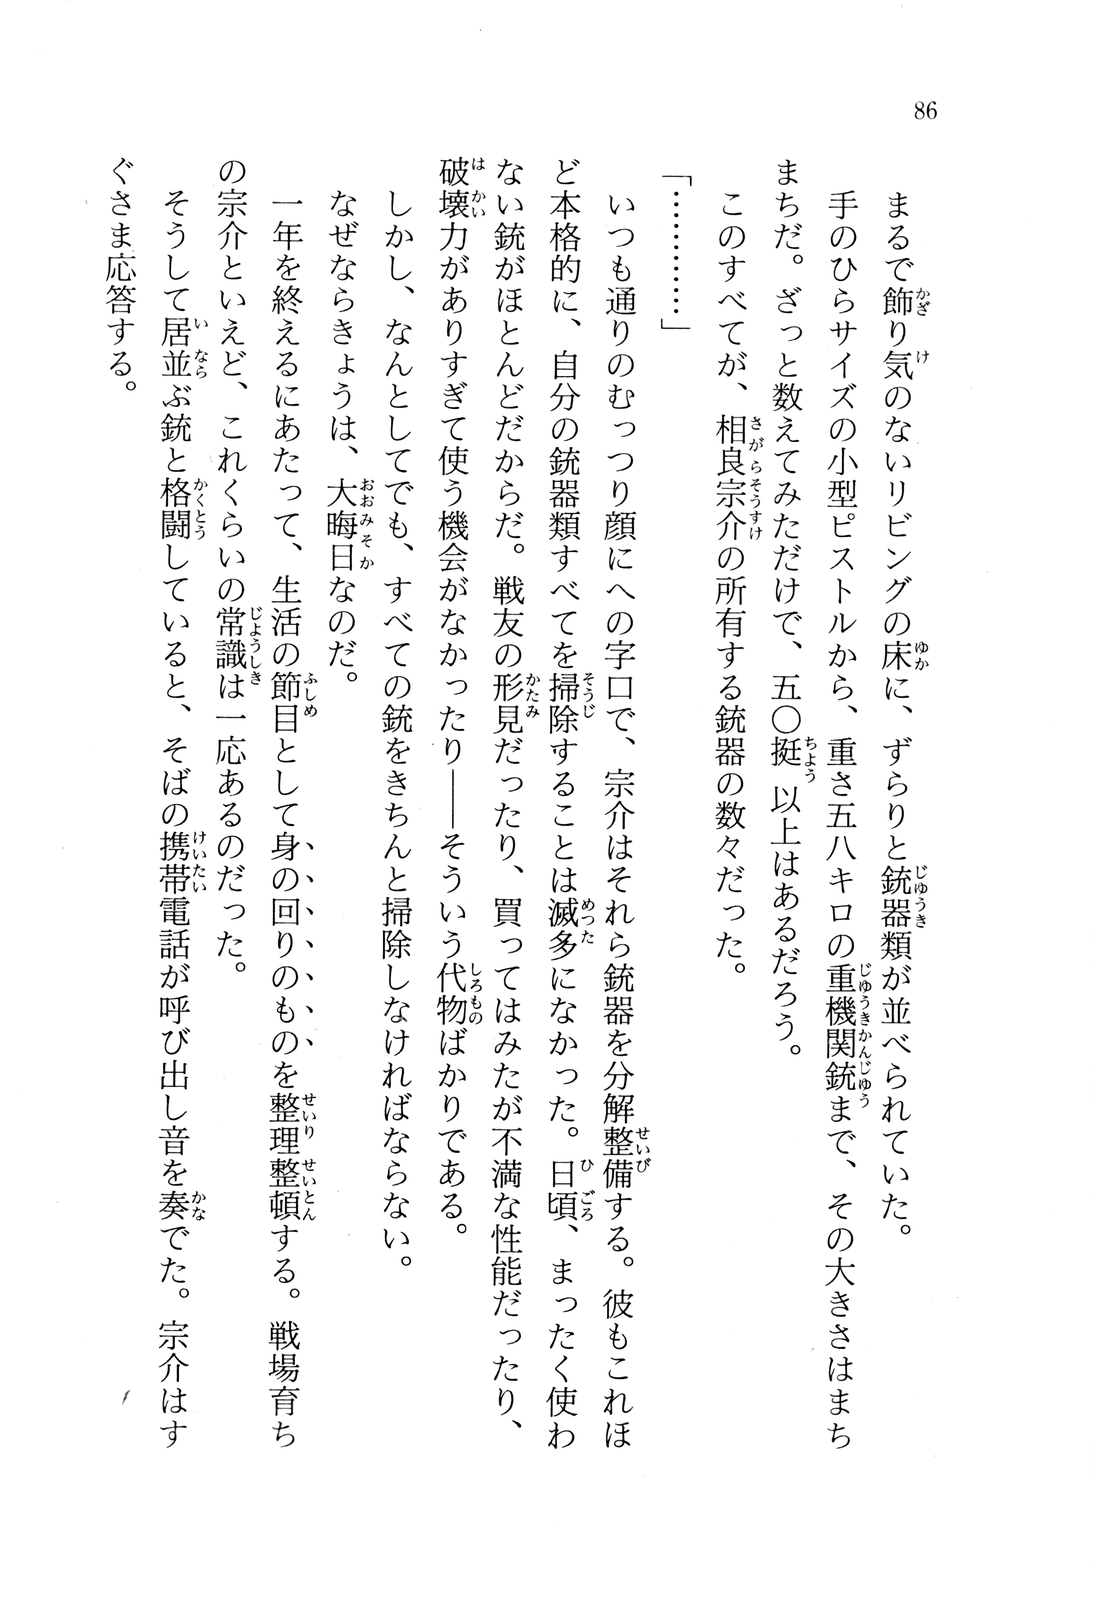 86
まるで飾り気のないリビングの床に、ずらりと銃器類が並べられていた。
手のひらサイズの小型ピストルから、重さ五八キロの重機関銃まで、その大きさはまち
まちだ。ざっと数えてみただけで、五〇挺以上はあるだろう。
このすべてが、相良宗介の所有する銃器の数々だった。
「…………」
いつも通りのむっつり顔にへの字口で、宗介はそれら銃器を分解整備する。彼もこれほ
ど本格的に、自分の銃器類すべてを掃除することは滅多になかった。日頃、まったく使わ
ない銃がほとんどだからだ。戦友の形見だったり、買ってはみたが不満な性能だったり、
破壊力がありすぎて使う機会がなかったり――そういう代物ばかりである。
しかし、なんとしてでも、すべての銃をきちんと掃除しなければならない。
なぜならきょうは、大晦日なのだ。
一年を終えるにあたって、生活の節目として身の回りのものを整理整頓する。戦場育ち
の宗介といえど、これくらいの常識は一応あるのだった。
そうして居並ぶ銃と格闘していると、そばの携帯電話が呼び出し音を奏でた。宗介はす
ぐさま応答する。